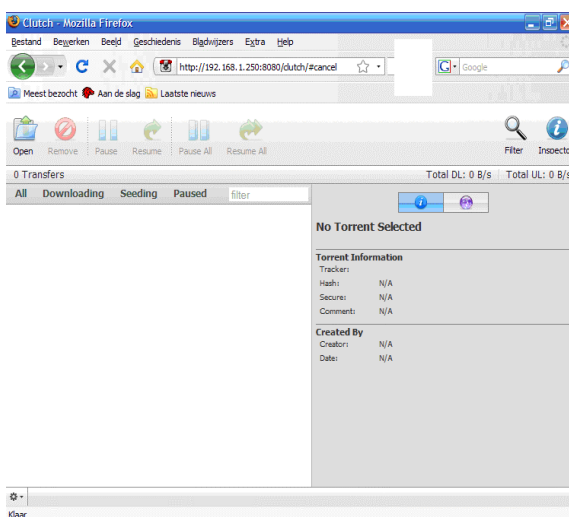 Clutch - Mozilla Firefox
Bestand Bewerken Beeld Geschiedenis Bladwijzers Extra Help
http://192.168.1.250:8080/clutch/#cancel G Google
Meest bezocht Aan de slag Laatste nieuws
Open Remove Pause Resume Pause All Resume All Filter Inspecto
0 Transfers Total DL: 0 B/s Total UL: 0 B/s
All Downloading Seeding Paused filter
No Torrent Selected
Torrent Information
Tracker:
Hash: N/A
Secure: N/A
Comment: N/A
Created By
Creator: N/A
Date: N/A
Klaar